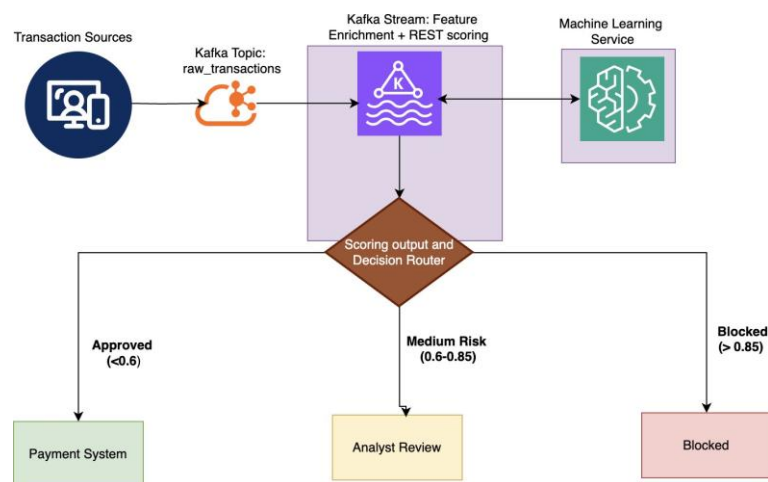 Transaction Sources
Kafka Topic:
raw_transactions
Kafka Stream: Feature
Enrichment + REST scoring
K
Machine Learning
Service
Scoring output and
Decision Router
Approved
(<0.6)
Medium Risk
(0.6-0.85)
Blocked
(> 0.85)
Payment System
Analyst Review
Blocked